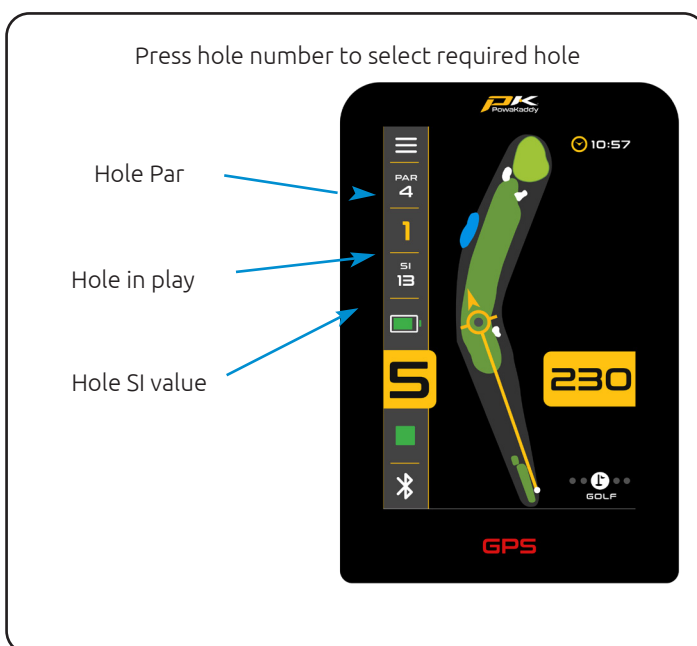 Press hole number to select required hole
PK
PowaKaddy
10:57
Hole Par
PAR
4
Hole in play
1
SI
13
Hole SI value
S
230
GOLF
GPS